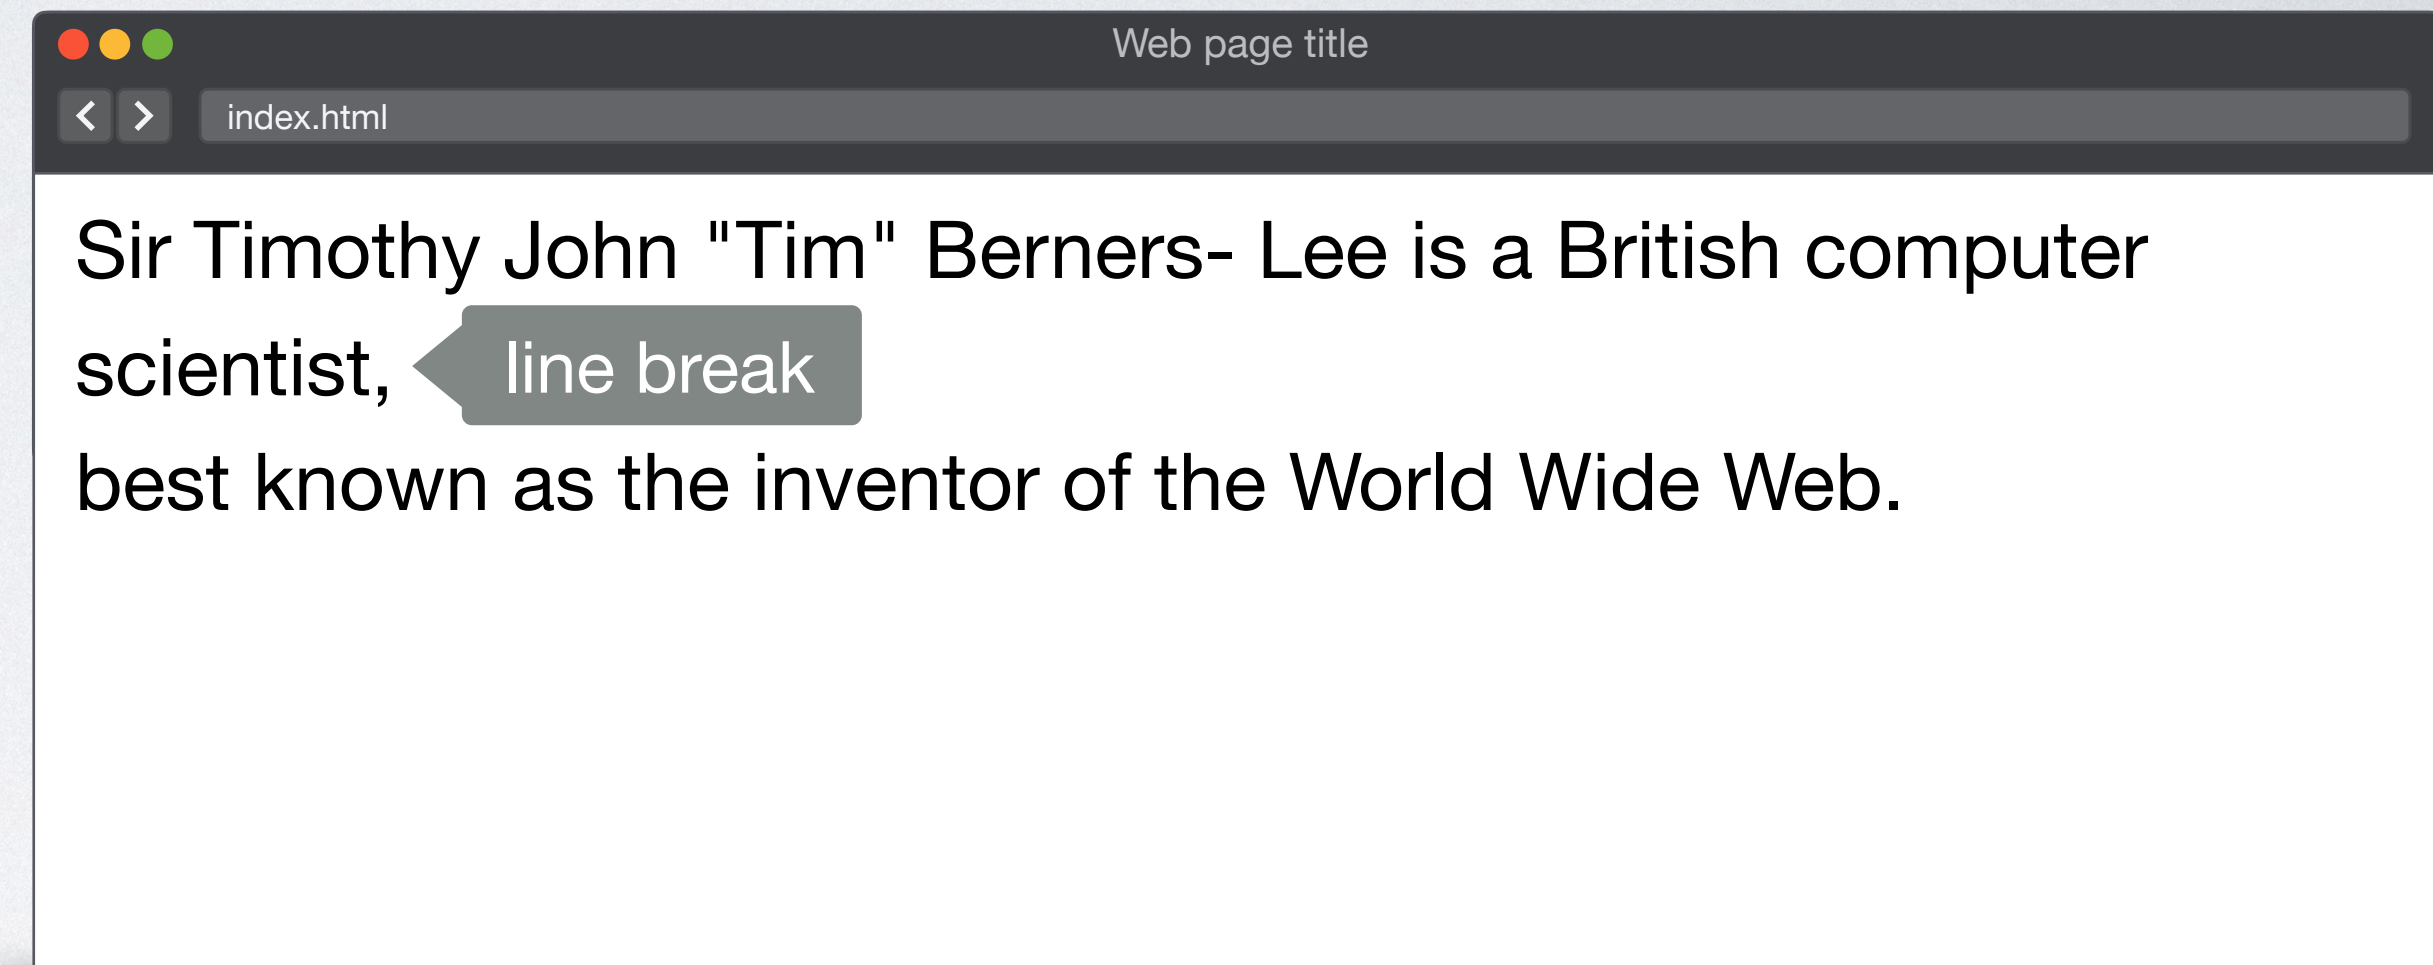 Web page title
index.html
Sir Timothy John "Tim" Berners- Lee is a British computer
scientist,
line break
best known as the inventor of the World Wide Web.